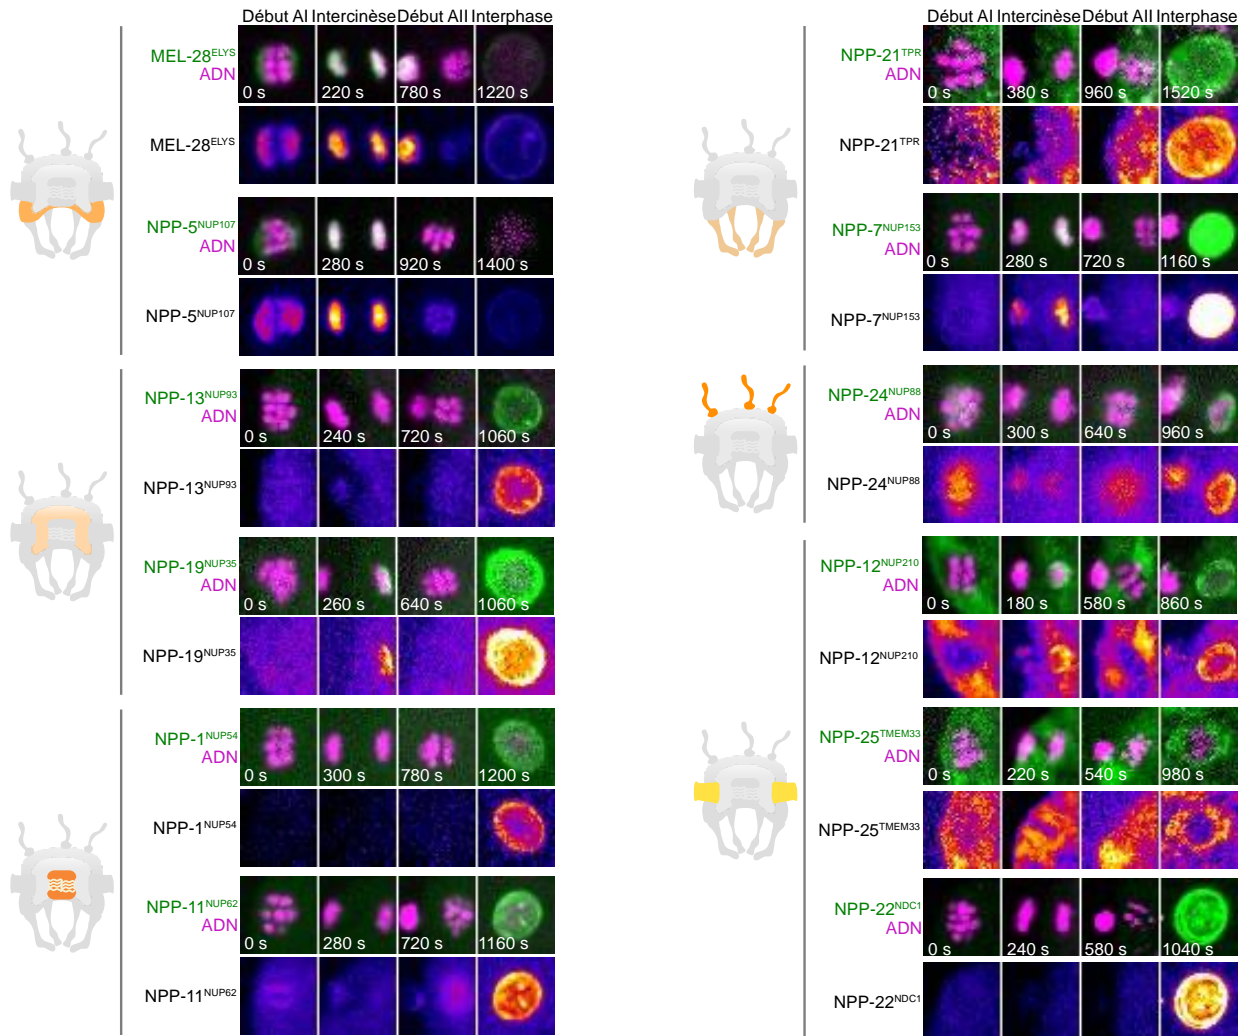 Début AI Intercinèse Début AII Interphase
MEL-28ELYS
ADN
0 s 220 s 780 s 1220 s
MEL-28ELYS
NPP-5NUP107
ADN
0 s 280 s 920 s 1400 s
NPP-5NUP107
NPP-13NUP93
ADN
0 s 240 s 720 s 1060 s
NPP-13NUP93
NPP-19NUP35
ADN
0 s 260 s 640 s 1060 s
NPP-19NUP35
NPP-1NUP54
ADN
0 s 300 s 780 s 1200 s
NPP-1NUP54
NPP-11NUP62
ADN
0 s 280 s 720 s 1160 s
NPP-11NUP62
Début AI Intercinèse Début AII Interphase
NPP-21TPR
ADN
0 s 380 s 960 s 1520 s
NPP-21TPR
NPP-7NUP153
ADN
0 s 280 s 720 s 1160 s
NPP-7NUP153
NPP-24NUP88
ADN
0 s 300 s 640 s 960 s
NPP-24NUP88
NPP-12NUP210
ADN
0 s 180 s 580 s 860 s
NPP-12NUP210
NPP-25TMEM33
ADN
0 s 220 s 540 s 980 s
NPP-25TMEM33
NPP-22NDC1
ADN
0 s 240 s 580 s 1040 s
NPP-22NDC1